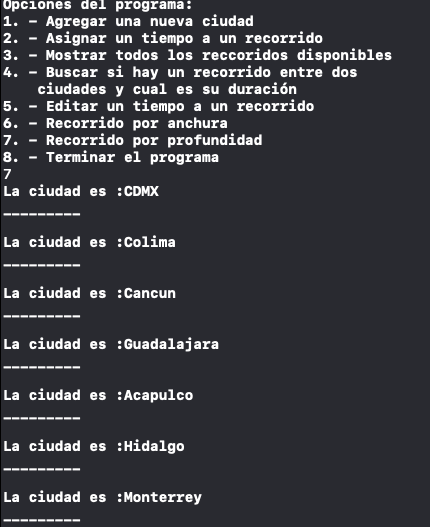 Opciones del programa:
1. - Agregar una nueva ciudad
2. - Asignar un tiempo a un recorrido
3. - Mostrar todos los reccoridos disponibles
4. - Buscar si hay un recorrido entre dos
ciudades y cual es su duración
5. - Editar un tiempo a un recorrido
6. - Recorrido por anchura
7. - Recorrido por profundidad
8. - Terminar el programa
7
La ciudad es :CDMX
---------
La ciudad es :Colima
---------
La ciudad es :Cancun
---------
La ciudad es :Guadalajara
---------
La ciudad es :Acapulco
---------
La ciudad es :Hidalgo
---------
La ciudad es :Monterrey
---------